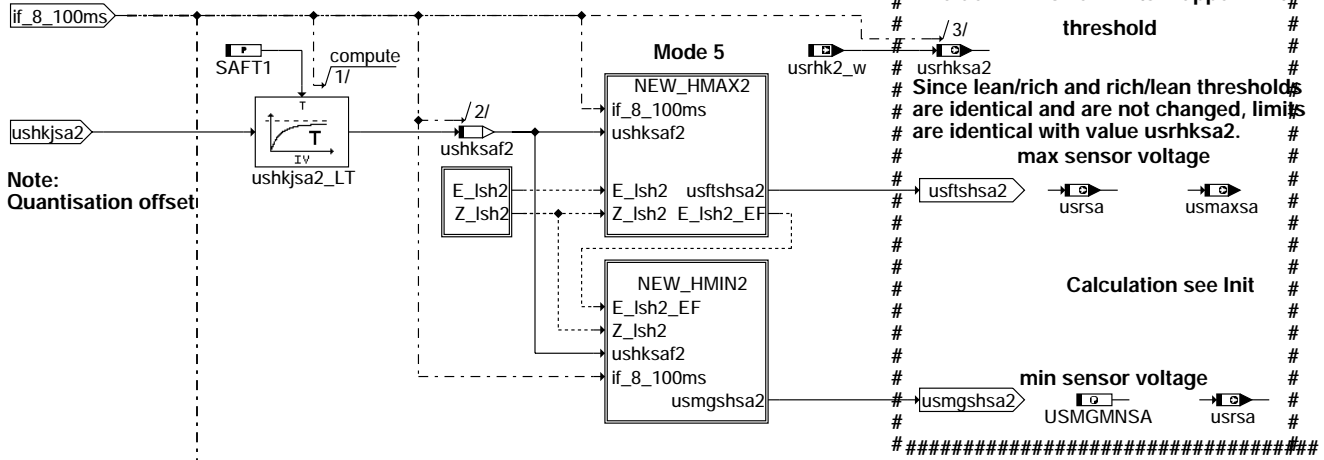 if_8_100ms
SAFT1
compute
1/
T
T
IV
ushkjsa2
ushkjsa2_LT
Note:
Quantisation offset
/2/
ushksaf2
E_lsh2
Z_lsh2
Mode 5
NEW_HMAX2
if_8_100ms
ushksaf2
E_lsh2 usftshsa2
Z_lsh2 E_lsh2_EF
NEW_HMIN2
E_lsh2_EF
Z_lsh2
ushksaf2
if_8_100ms
usmgshsa2
usrhk2_w
threshold
/3/
usrhksa2
Since lean/rich and rich/lean thresholds
are identical and are not changed, limits
are identical with value usrhksa2.
max sensor voltage
usftshsa2
usrsa
usmaxsa
Calculation see Init
min sensor voltage
usmgshsa2
USMGMNSA
usrsa